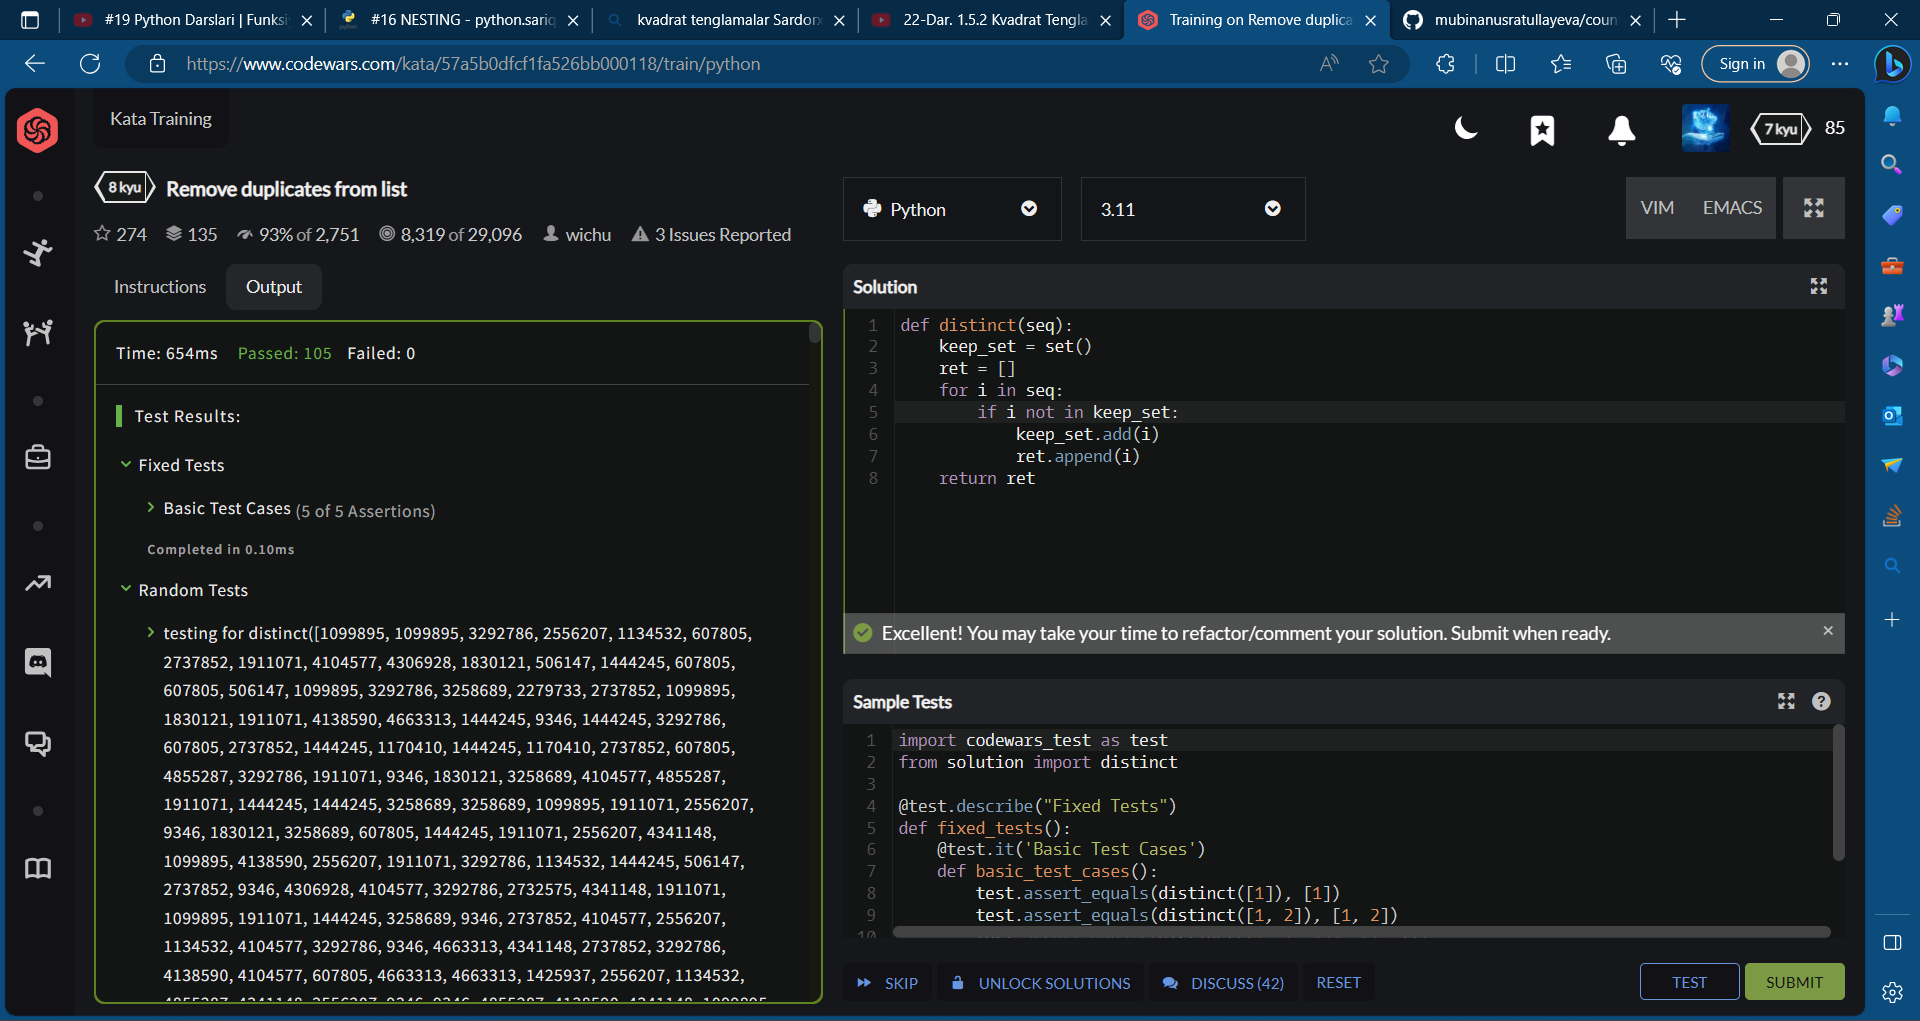 #19 Python Darslari | Funksi
#16 NESTING - python.sariq
kvadrat tenglamalar Sardor
22-Dar. 1.5.2 Kvadrat Tengla
Training on Remove duplica
mubinanusratullayeva/coun
https://www.codewars.com/kata/57a5b0dfcf1fa526bb000118/train/python
Sign in
Kata Training
7 kyu
85
8 kyu
Remove duplicates from list
274
135
93% of 2,751
8,319 of 29,096
wichu
3 Issues Reported
Python
3.11
VIM
EMACS
Instructions
Output
Time: 654ms Passed: 105 Failed: 0
Test Results:
Fixed Tests
Basic Test Cases (5 of 5 Assertions)
Completed in 0.10ms
Random Tests
testing for distinct([1099895, 1099895, 3292786, 2556207, 1134532, 607805,
2737852, 1911071, 4104577, 4306928, 1830121, 506147, 1444245, 607805,
607805, 506147, 1099895, 3292786, 3258689, 2279733, 2737852, 1099895,
1830121, 1911071, 4138590, 4663313, 1444245, 9346, 1444245, 3292786,
607805, 2737852, 1444245, 1170410, 1444245, 1170410, 2737852, 607805,
4855287, 3292786, 1911071, 9346, 1830121, 3258689, 4104577, 4855287,
1911071, 1444245, 1444245, 3258689, 3258689, 1099895, 1911071, 2556207,
9346, 1830121, 3258689, 607805, 1444245, 1911071, 2556207, 4341148,
1099895, 4138590, 2556207, 1911071, 3292786, 1134532, 1444245, 506147,
2737852, 9346, 4306928, 4104577, 3292786, 2732575, 4341148, 1911071,
1099895, 1911071, 1444245, 3258689, 9346, 2737852, 4104577, 2556207,
1134532, 4104577, 3292786, 9346, 4663313, 4341148, 2737852, 3292786,
4138590, 4104577, 607805, 4663313, 4663313, 1425937, 2556207, 1134532,
Solution
1 def distinct(seq):
2 keep_set = set()
3 ret = []
4 for i in seq:
5 if i not in keep_set:
6 keep_set.add(i)
7 ret.append(i)
8 return ret
Excellent! You may take your time to refactor/comment your solution. Submit when ready.
Sample Tests
1 import codewars_test as test
2 from solution import distinct
3
4 @test.describe("Fixed Tests")
5 def fixed_tests():
6 @test.it('Basic Test Cases')
7 def basic_test_cases():
8 test.assert_equals(distinct([1]), [1])
9 test.assert_equals(distinct([1, 2]), [1, 2])
10
SKIP
UNLOCK SOLUTIONS
DISCUSS (42)
RESET
TEST
SUBMIT